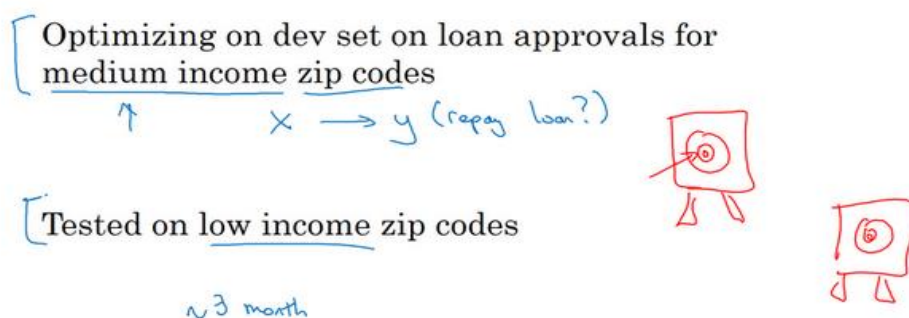 Optimizing on dev set on loan approvals for
medium income zip codes
x → y (repay loan?)
Tested on low income zip codes
~3 month